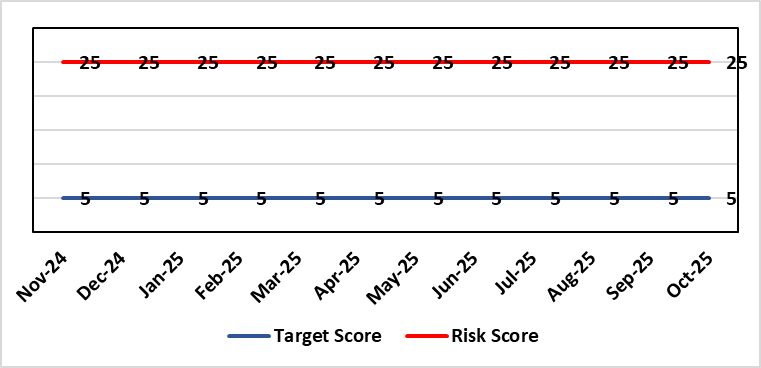 25 25 25 25 25 25 25 25 25 25 25 25
5 5 5 5 5 5 5 5 5 5 5 5
Nov-24 Dec-24 Jan-25 Feb-25 Mar-25 Apr-25 May-25 Jun-25 Jul-25 Aug-25 Sep-25 Oct-25
Target Score Risk Score